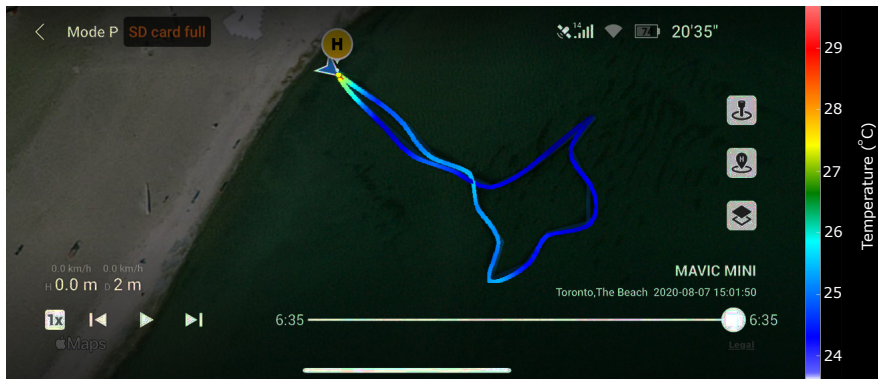 Mode P SD card full
14
20'35"
H
0.0 km/h 0.0 km/h
H 0.0 m D 2 m
MAVIC MINI
Toronto,The Beach 2020-08-07 15:01:50
1x
6:35 6:35
Maps
Legal
29
28
27
26
25
24
Temperature (°C)